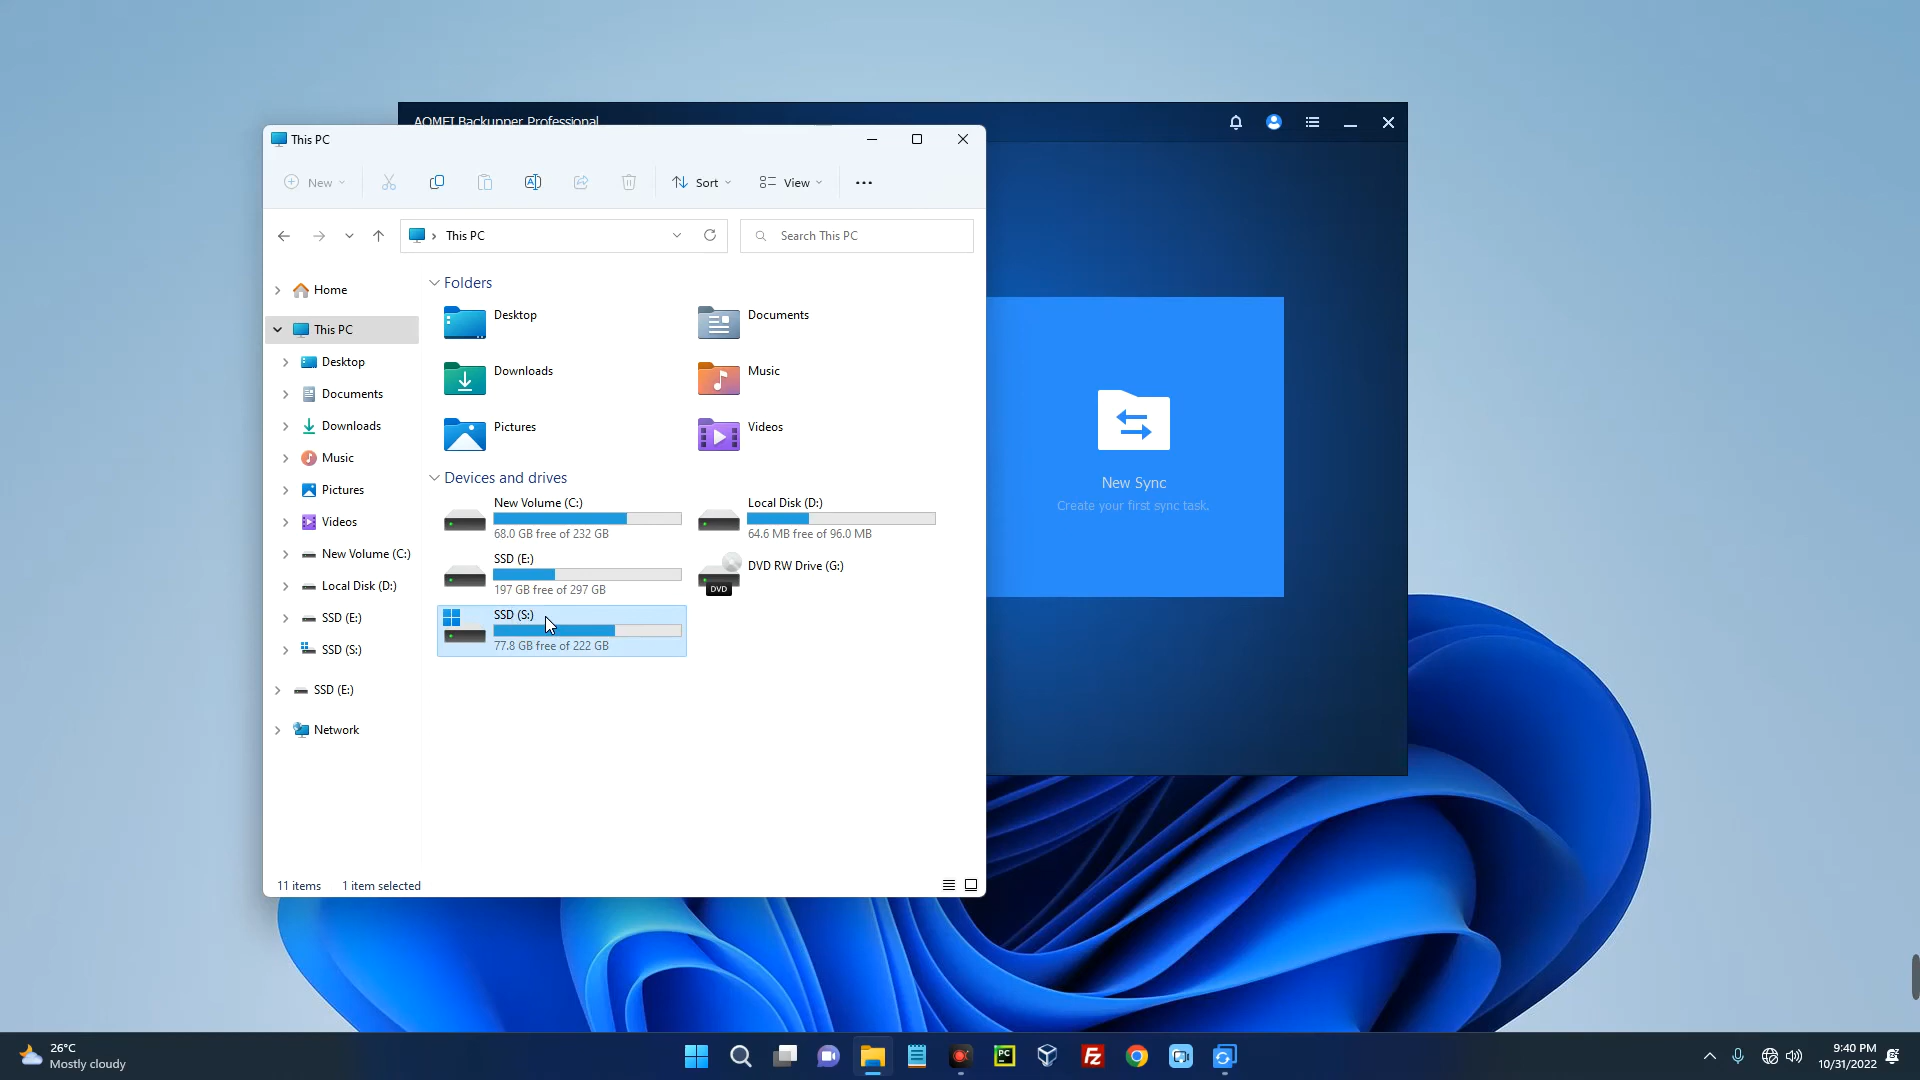 AOMEI Backupper Professional
This PC
New
Sort
View
This PC
Search This PC
Home
This PC
Desktop
Documents
Downloads
Music
Pictures
Videos
New Volume (C:)
Local Disk (D:)
SSD (E:)
SSD (S:)
SSD (E:)
Network
Folders
Desktop
Documents
Downloads
Music
Pictures
Videos
Devices and drives
New Volume (C:)
68.0 GB free of 232 GB
Local Disk (D:)
64.6 MB free of 96.0 MB
SSD (E:)
197 GB free of 297 GB
DVD
DVD RW Drive (G:)
SSD (S:)
77.8 GB free of 222 GB
11 items
1 item selected
New Sync
Create your first sync task.
26°C
Mostly cloudy
PC
Fz
9:40 PM
10/31/2022